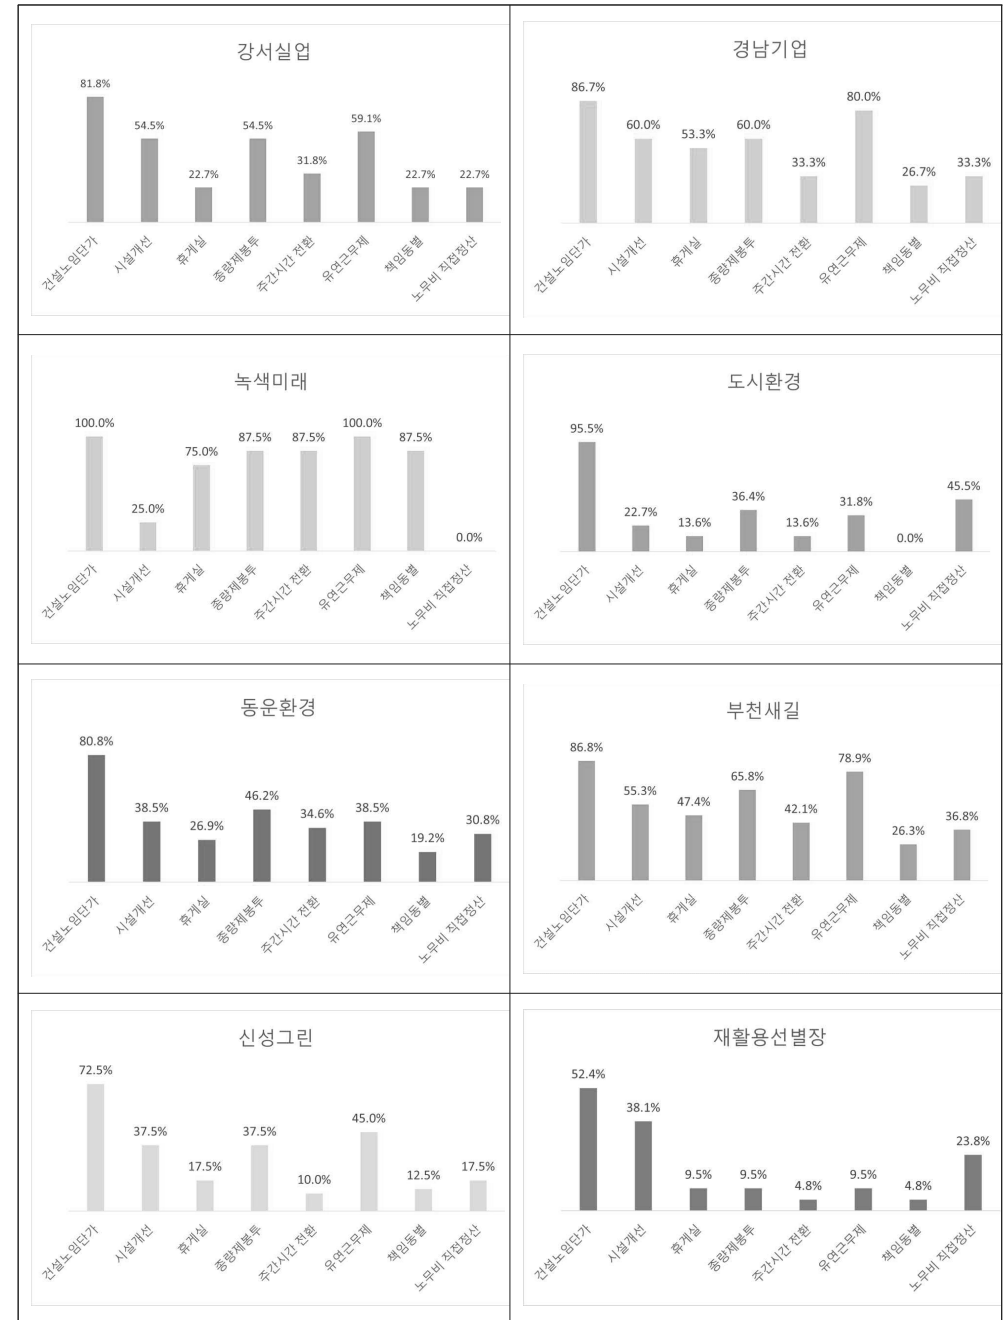 강서실업
81.8%
54.5%
22.7%
54.5%
31.8%
59.1%
22.7%
22.7%
건설노임단가
시설개선
휴게실
종량제봉투
주간시간 전환
유연근무제
책임동별
노무비 직접정산
경남기업
86.7%
60.0%
53.3%
60.0%
33.3%
80.0%
26.7%
33.3%
건설노임단가
시설개선
휴게실
종량제봉투
주간시간 전환
유연근무제
책임동별
노무비 직접정산
녹색미래
100.0%
25.0%
75.0%
87.5%
87.5%
100.0%
87.5%
0.0%
건설노임단가
시설개선
휴게실
종량제봉투
주간시간 전환
유연근무제
책임동별
노무비 직접정산
도시환경
95.5%
22.7%
13.6%
36.4%
13.6%
31.8%
0.0%
45.5%
건설노임단가
시설개선
휴게실
종량제봉투
주간시간 전환
유연근무제
책임동별
노무비 직접정산
동운환경
80.8%
38.5%
26.9%
46.2%
34.6%
38.5%
19.2%
30.8%
건설노임단가
시설개선
휴게실
종량제봉투
주간시간 전환
유연근무제
책임동별
노무비 직접정산
부천새길
86.8%
55.3%
47.4%
65.8%
42.1%
78.9%
26.3%
36.8%
건설노임단가
시설개선
휴게실
종량제봉투
주간시간 전환
유연근무제
책임동별
노무비 직접정산
신성그린
72.5%
37.5%
17.5%
37.5%
10.0%
45.0%
12.5%
17.5%
건설노임단가
시설개선
휴게실
종량제봉투
주간시간 전환
유연근무제
책임동별
노무비 직접정산
재활용선별장
52.4%
38.1%
9.5%
9.5%
4.8%
9.5%
4.8%
23.8%
건설노임단가
시설개선
휴게실
종량제봉투
주간시간 전환
유연근무제
책임동별
노무비 직접정산